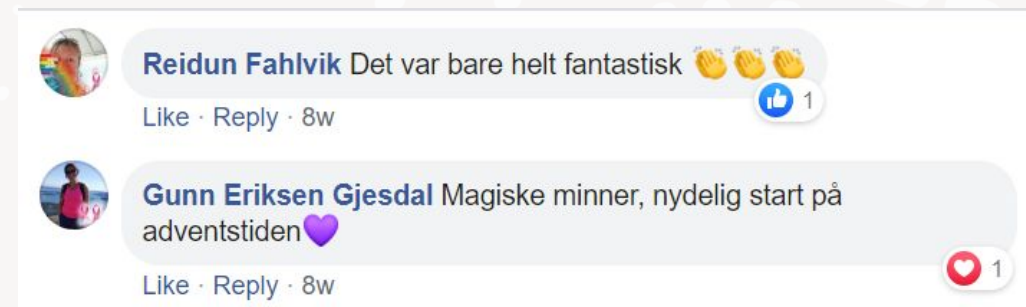 Reidun Fahlvik Det var bare helt fantastisk 👏👏👏
1
Like · Reply · 8w
Gunn Eriksen Gjesdal Magiske minner, nydelig start på
adventstiden💜
1
Like · Reply · 8w